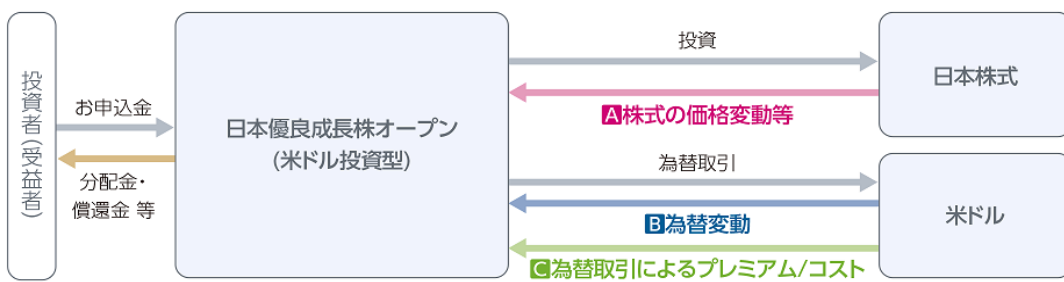 投資者(受益者)
お申込金
分配金・
償還金 等
日本優良成長株オープン
(米ドル投資型)
投資
A株式の価格変動等
日本株式
為替取引
B為替変動
C為替取引によるプレミアム/コスト
米ドル